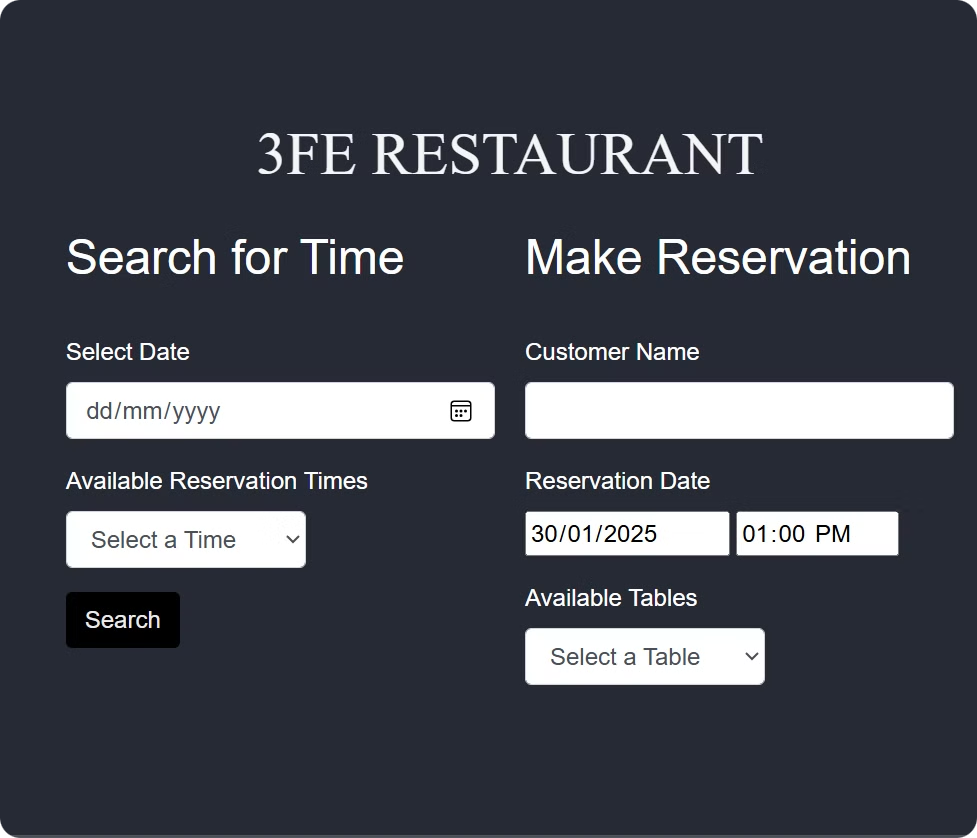 3FE RESTAURANT
Search for Time
Select Date
dd/mm/yyyy
Available Reservation Times
Select a Time
Search
Make Reservation
Customer Name
Reservation Date
30/01/2025 01:00 PM
Available Tables
Select a Table